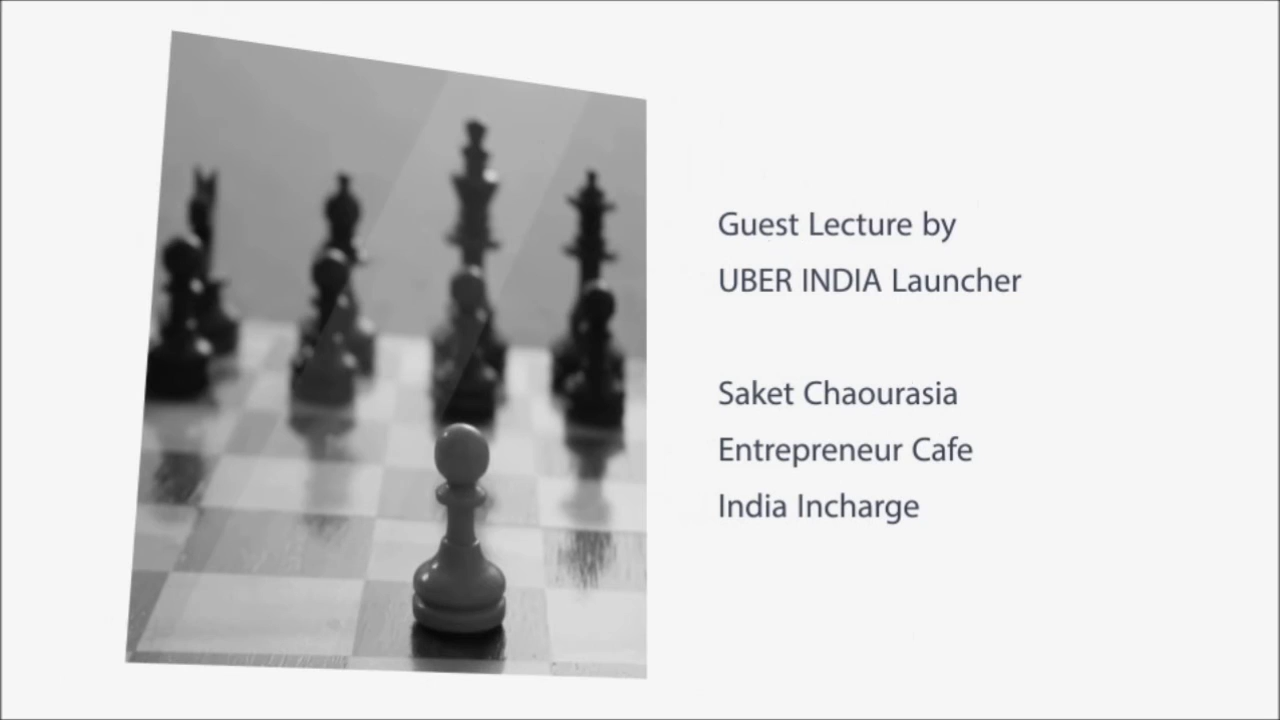 Guest Lecture by
UBER INDIA Launcher
Saket Chaourasia
Entrepreneur Cafe
India Incharge